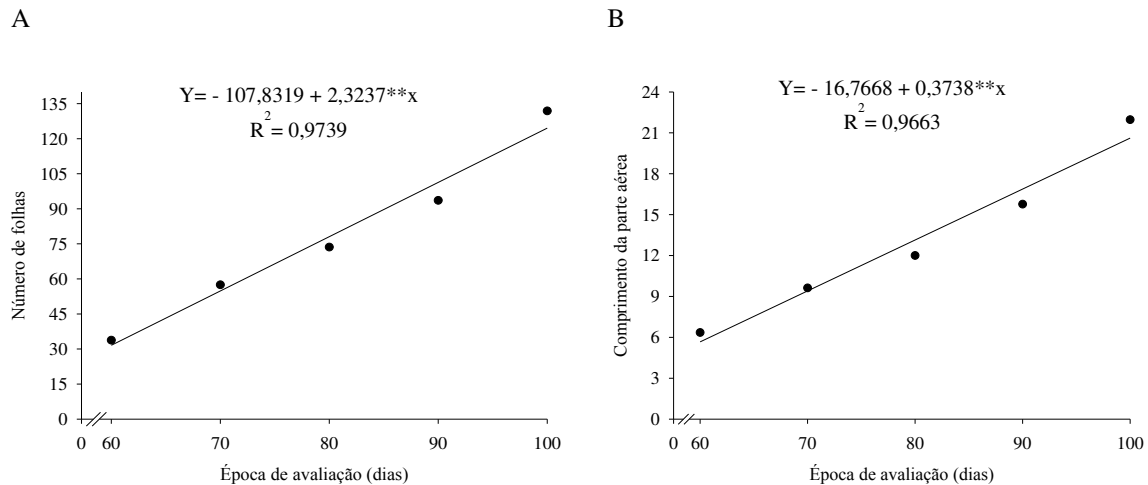 A
Y= - 107,8319 + 2,3237**x
R² = 0,9739
135
120
105
90
75
60
45
30
15
0
Número de folhas
0 60 70 80 90 100
Época de avaliação (dias)
B
Y= - 16,7668 + 0,3738**x
R² = 0,9663
24
21
18
15
12
9
6
3
0
Comprimento da parte aérea
0 60 70 80 90 100
Época de avaliação (dias)